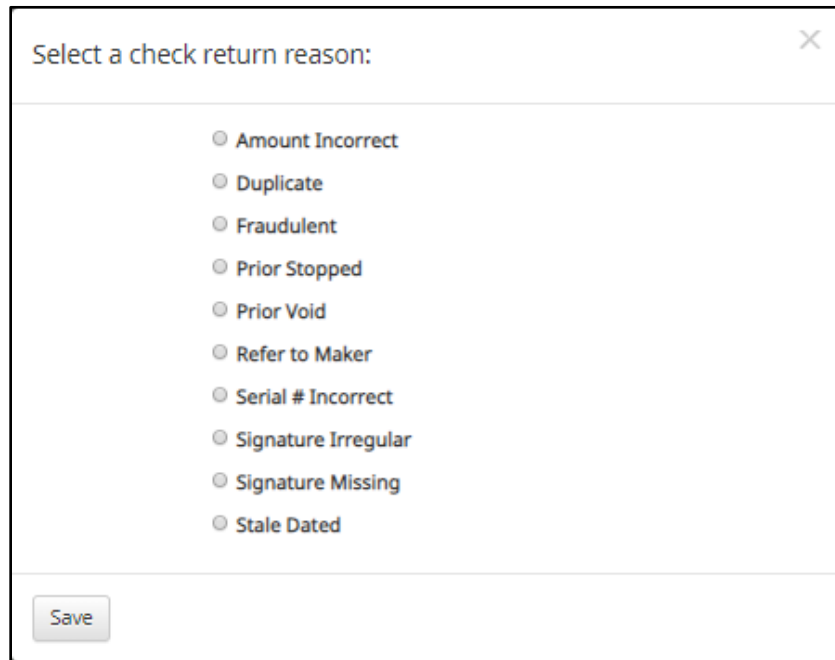 Select a check return reason:
Amount Incorrect
Duplicate
Fraudulent
Prior Stopped
Prior Void
Refer to Maker
Serial # Incorrect
Signature Irregular
Signature Missing
Stale Dated
Save